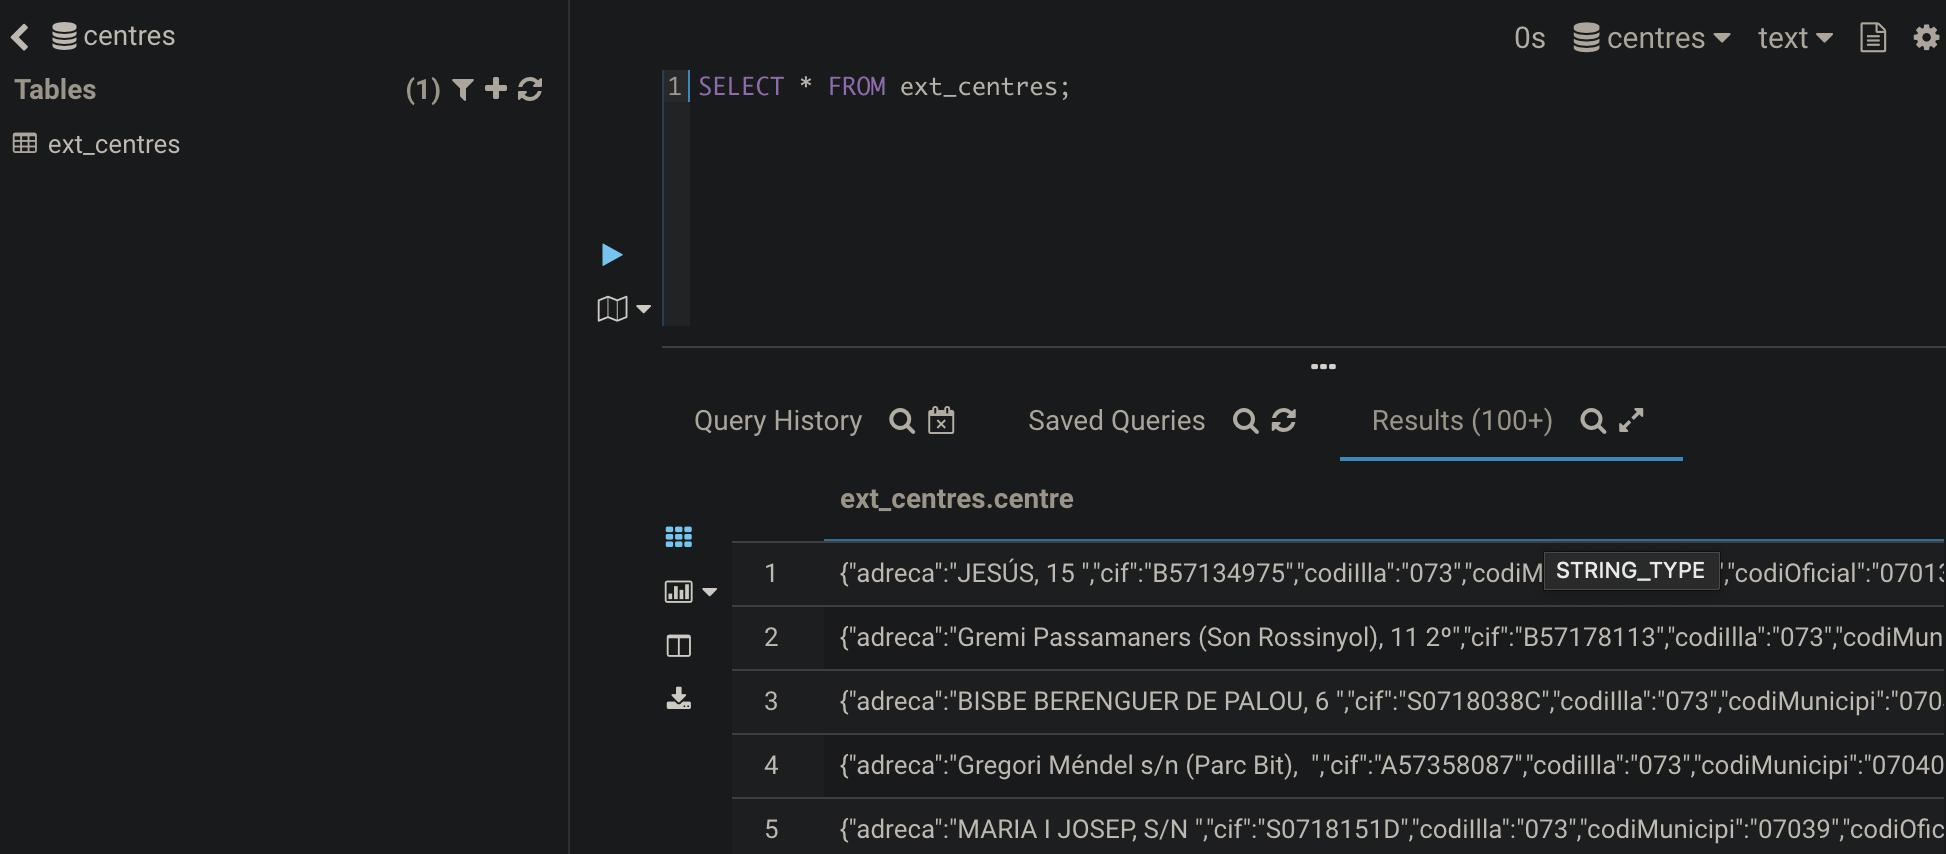 centres
0s centres text
Tables (1)
ext_centres
1 SELECT * FROM ext_centres;
Query History Saved Queries Results (100+)
ext_centres.centre
1 {"adreca":"JESÚS, 15 ","cif":"B57134975","codiIlla":"073","codiM STRING_TYPE ","codiOficial":"07013
2 {"adreca":"Gremi Passamaners (Son Rossinyol), 11 2º","cif":"B57178113","codiIlla":"073","codiMun
3 {"adreca":"BISBE BERENGUER DE PALOU, 6 ","cif":"S0718038C","codiIlla":"073","codiMunicipi":"070
4 {"adreca":"Gregori Méndel s/n (Parc Bit),  ","cif":"A57358087","codiIlla":"073","codiMunicipi":"07040
5 {"adreca":"MARIA I JOSEP, S/N ","cif":"S0718151D","codiIlla":"073","codiMunicipi":"07039","codiOfic